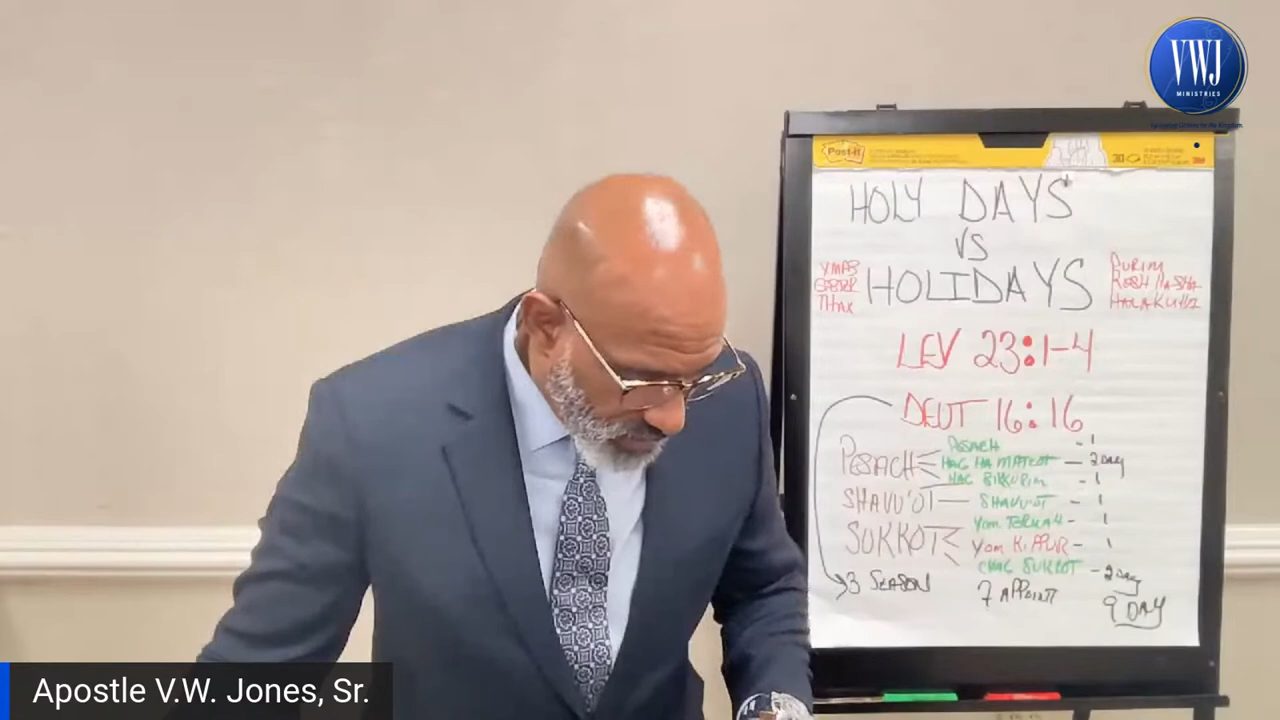 VWJ
MINISTRIES
Post-it
30
HOLY DAYS
VS
HOLIDAYS
XMAS
EASTER
THNX
PURIM
ROSH HA SHA
LEV 23:1-4
DEUT 16:16
PESACH
PESACH - 1
HAG HA MATZOT - 2 DAY
HAG BIKKURIM - 1
SHAVU'OT - SHAVU'OT - 1
SUKKOT
YOM TERUAH - 1
YOM KIPPUR - 1
CHAG SUKKOT - 2 DAY
3 SEASON
7 APPOINT
9 DAY
Apostle V.W. Jones, Sr.